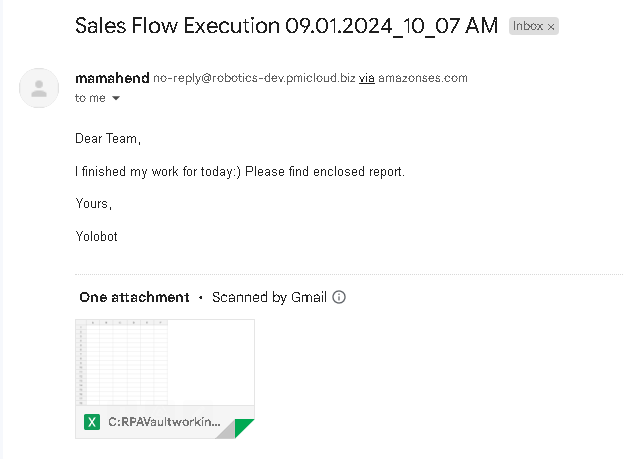 Sales Flow Execution 09.01.2024_10_07 AM Inbox ×
mamahend no-reply@robotics-dev.pmicloud.biz via amazonses.com
to me
Dear Team,
I finished my work for today:) Please find enclosed report.
Yours,
Yolobot
One attachment • Scanned by Gmail
X C:RPAVaultworkin...